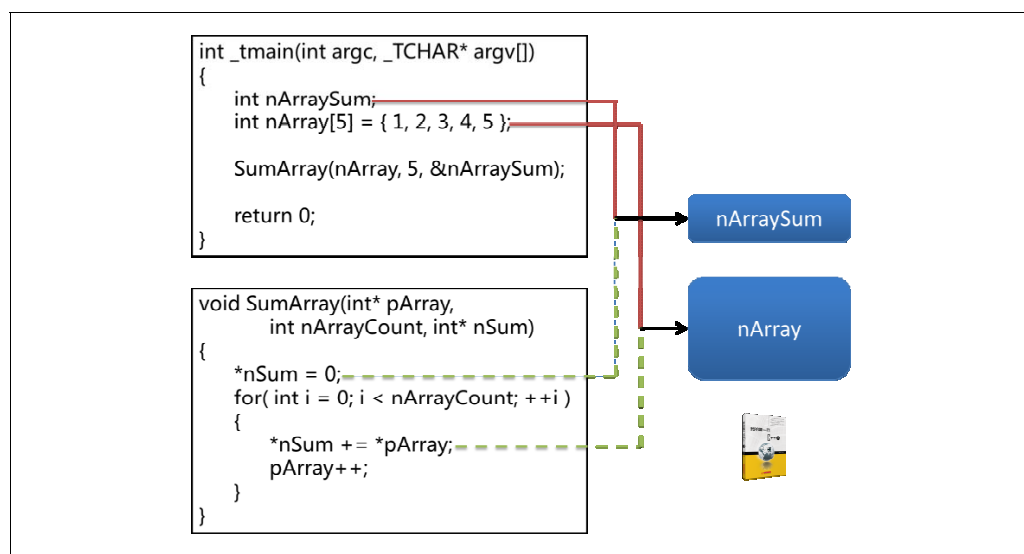 int _tmain(int argc, _TCHAR* argv[])
{
int nArraySum;
int nArray[5] = { 1, 2, 3, 4, 5 };
SumArray(nArray, 5, &nArraySum);
return 0;
}
nArraySum
void SumArray(int* pArray,
int nArrayCount, int* nSum)
{
*nSum = 0;
for( int i = 0; i < nArrayCount; ++i )
{
*nSum += *pArray;
pArray++;
}
}
nArray